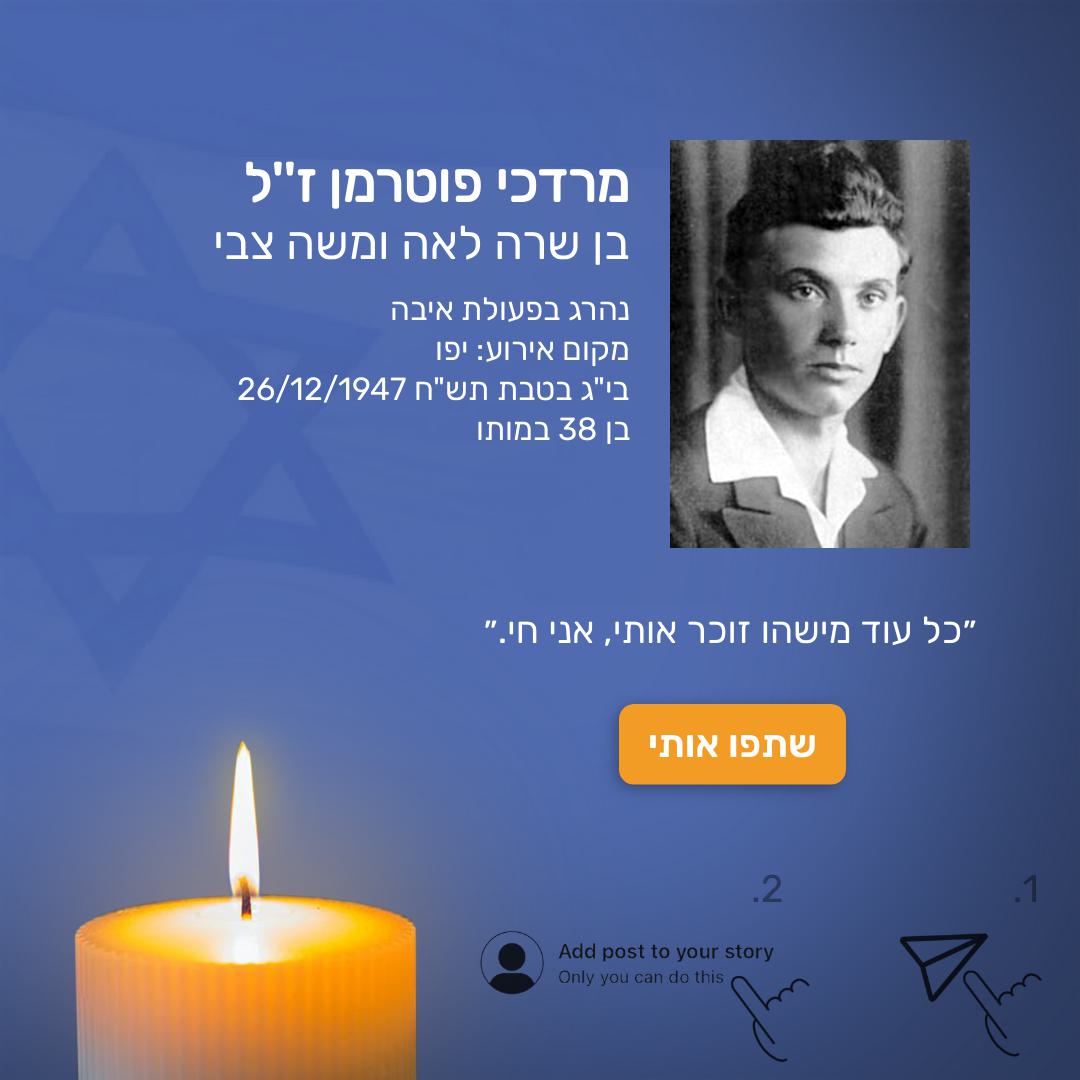 מרדכי פוטרמן ז''ל
בן שרה לאה ומשה צבי
נהרג בפעולת איבה
מקום אירוע: יפו
בי"ג בטבת תש"ח 26/12/1947
בן 38 במותו
״כל עוד מישהו זוכר אותי, אני חי.״
שתפו אותי
1.
2.
Add post to your story
Only you can do this